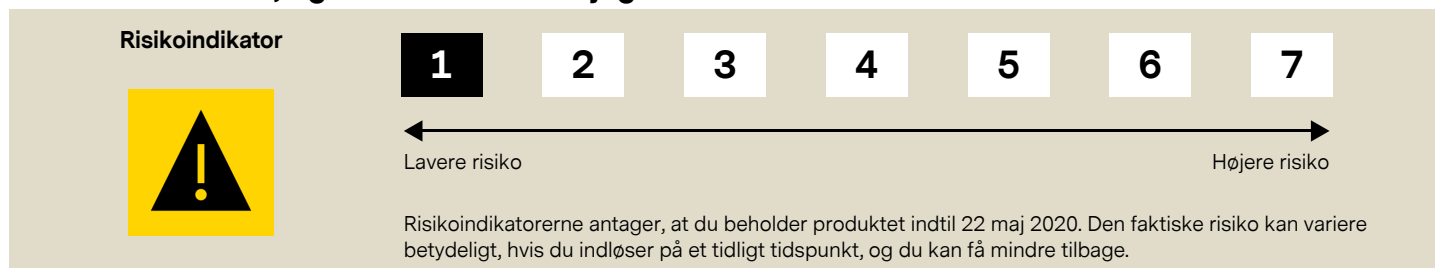 Risikoindikator
1 2 3 4 5 6 7
Lavere risiko Højere risiko
Risikoindikatorerne antager, at du beholder produktet indtil 22 maj 2020. Den faktiske risiko kan variere
betydeligt, hvis du indløser på et tidligt tidspunkt, og du kan få mindre tilbage.